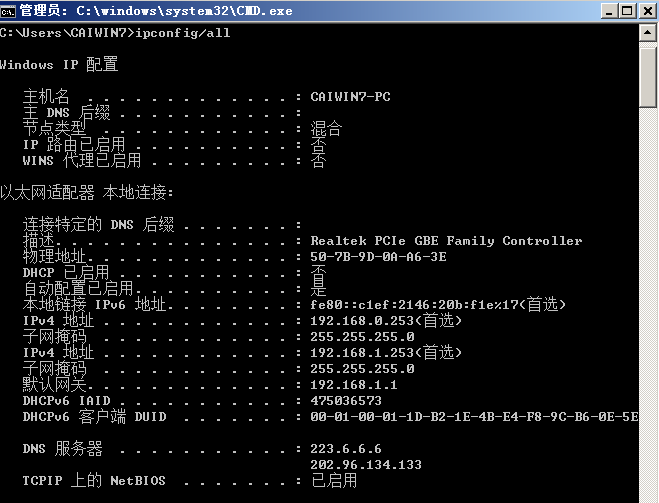 管理员: C:\windows\system32\CMD.exe
C:\Users\CAIWIN7>ipconfig/all
Windows IP 配置
主机名 . . . . . . . . . . . . . : CAIWIN7-PC
主 DNS 后缀 . . . . . . . . . . . :
节点类型 . . . . . . . . . . . . : 混合
IP 路由已启用 . . . . . . . . . . : 否
WINS 代理已启用 . . . . . . . . . : 否
以太网适配器 本地连接:
连接特定的 DNS 后缀 . . . . . . . :
描述. . . . . . . . . . . . . . . : Realtek PCIe GBE Family Controller
物理地址. . . . . . . . . . . . . : 50-7B-9D-0A-A6-3E
DHCP 已启用 . . . . . . . . . . . : 否
自动配置已启用. . . . . . . . . . : 是
本地链接 IPv6 地址. . . . . . . . : fe80::c1ef:2146:20b:f1e%17(首选)
IPv4 地址 . . . . . . . . . . . . : 192.168.0.253(首选)
子网掩码 . . . . . . . . . . . . : 255.255.255.0
IPv4 地址 . . . . . . . . . . . . : 192.168.1.253(首选)
子网掩码 . . . . . . . . . . . . : 255.255.255.0
默认网关. . . . . . . . . . . . . : 192.168.1.1
DHCPv6 IAID . . . . . . . . . . . : 475036573
DHCPv6 客户端 DUID . . . . . . . : 00-01-00-01-1D-B2-1E-4B-E4-F8-9C-B6-0E-5E
DNS 服务器 . . . . . . . . . . . : 223.6.6.6
202.96.134.133
TCPIP 上的 NetBIOS . . . . . . . : 已启用